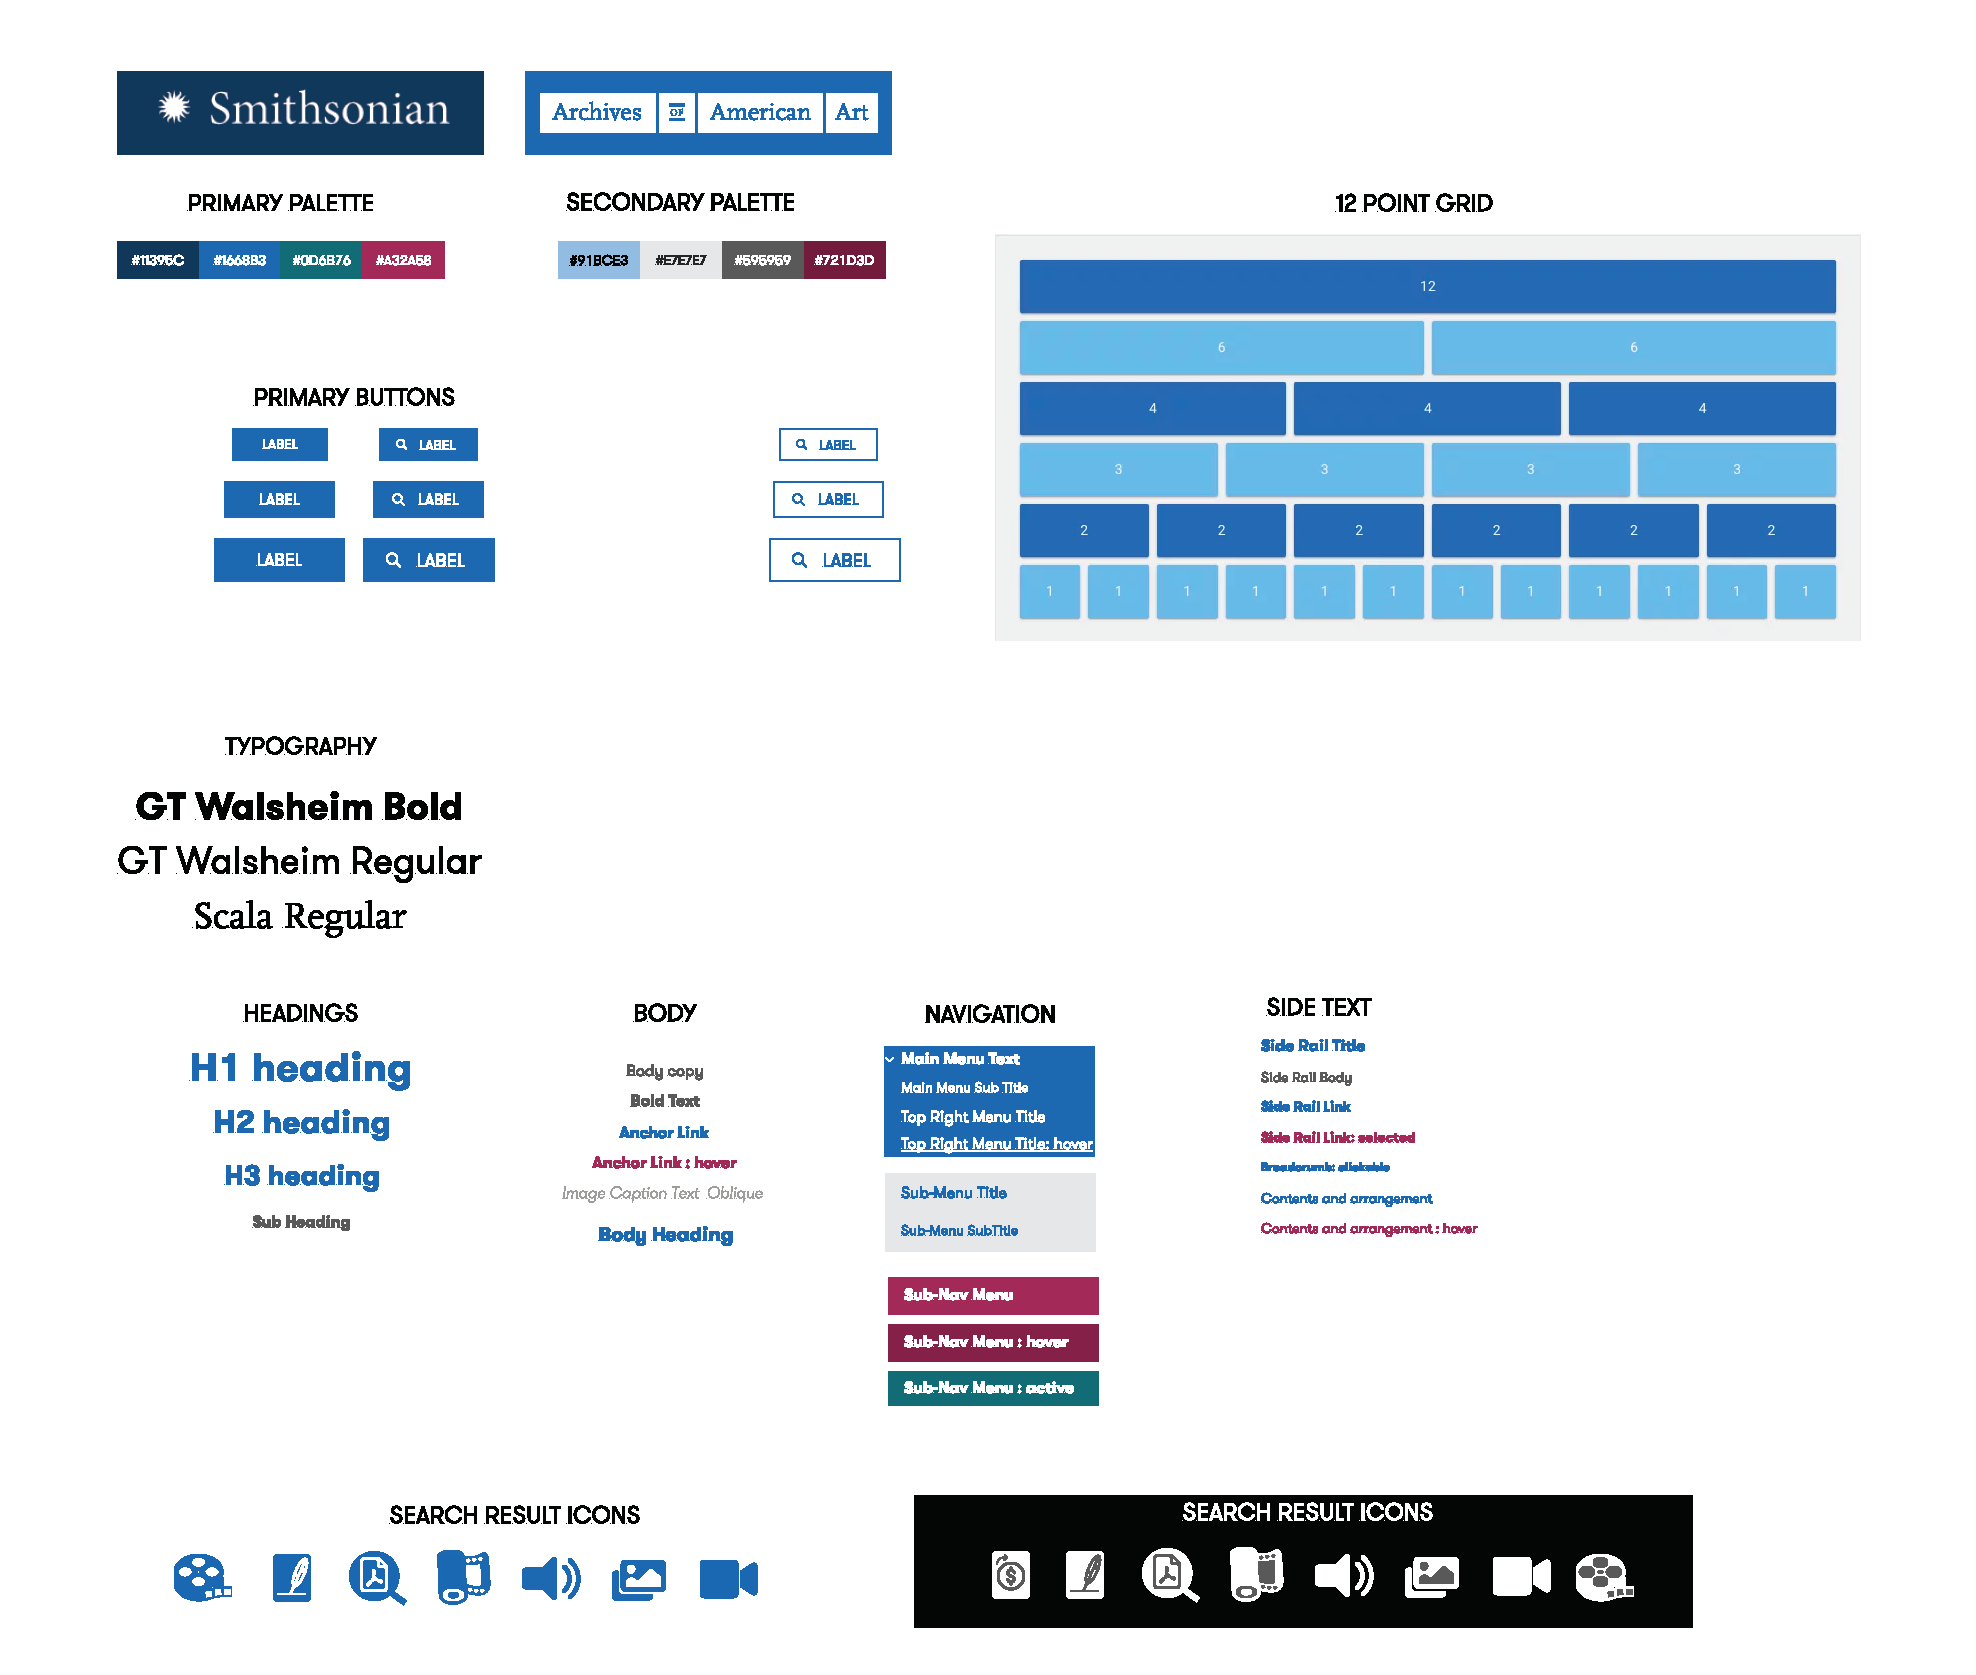 Smithsonian
Archives OF American Art
PRIMARY PALETTE
#11395C #1668B3 #0D6B76 #A32A58
SECONDARY PALETTE
#91BCE3 #E7E7E7 #595959 #721D3D
12 POINT GRID
12
6 6
4 4 4
3 3 3 3
2 2 2 2 2 2
1 1 1 1 1 1 1 1 1 1 1 1
PRIMARY BUTTONS
LABEL LABEL LABEL
LABEL LABEL LABEL
LABEL LABEL LABEL
TYPOGRAPHY
GT Walsheim Bold
GT Walsheim Regular
Scala Regular
HEADINGS
H1 heading
H2 heading
H3 heading
Sub Heading
BODY
Body copy
Bold Text
Anchor Link
Anchor Link : hover
Image Caption Text Oblique
Body Heading
NAVIGATION
Main Menu Text
Main Menu Sub Title
Top Right Menu Title
Top Right Menu Title: hover
Sub-Menu Title
Sub-Menu SubTitle
Sub-Nav Menu
Sub-Nav Menu : hover
Sub-Nav Menu : active
SIDE TEXT
Side Rail Title
Side Rail Body
Side Rail Link
Side Rail Link: selected
Breadcrumb: clickable
Contents and arrangement
Contents and arrangement : hover
SEARCH RESULT ICONS
SEARCH RESULT ICONS
$